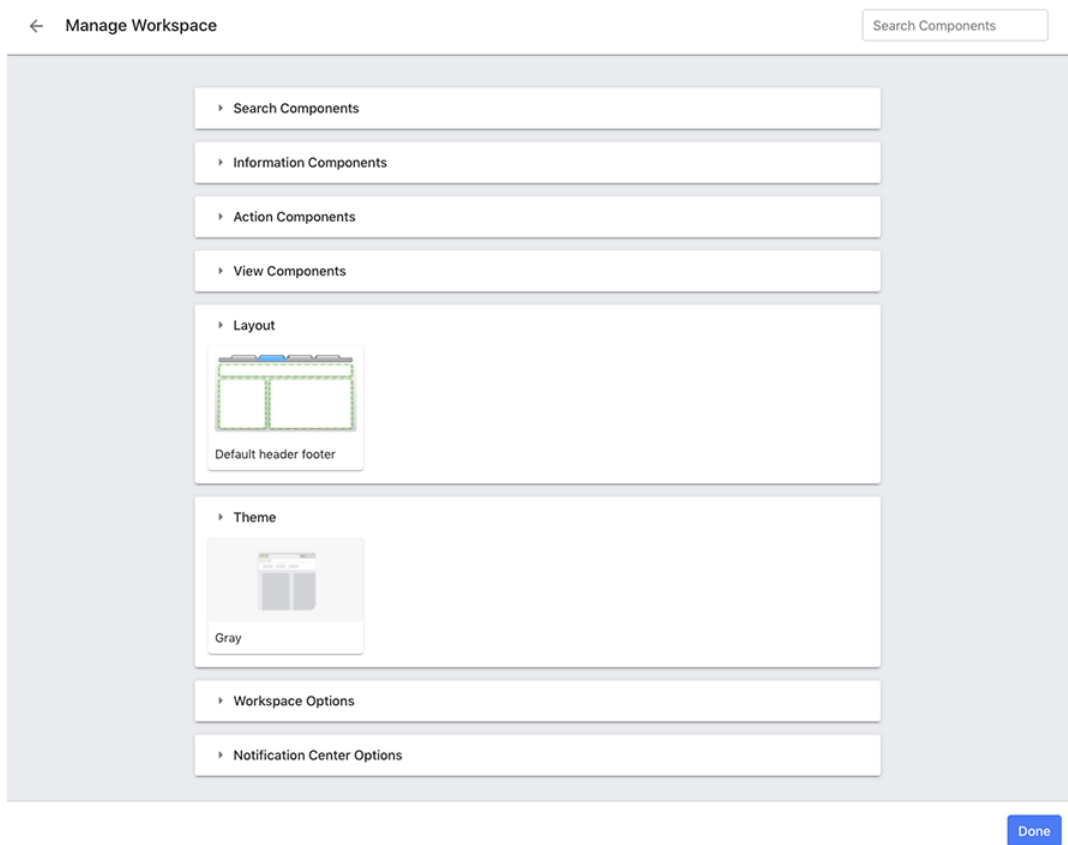 Manage Workspace
Search Components
Search Components
Information Components
Action Components
View Components
Layout
Default header footer
Theme
Gray
Workspace Options
Notification Center Options
Done